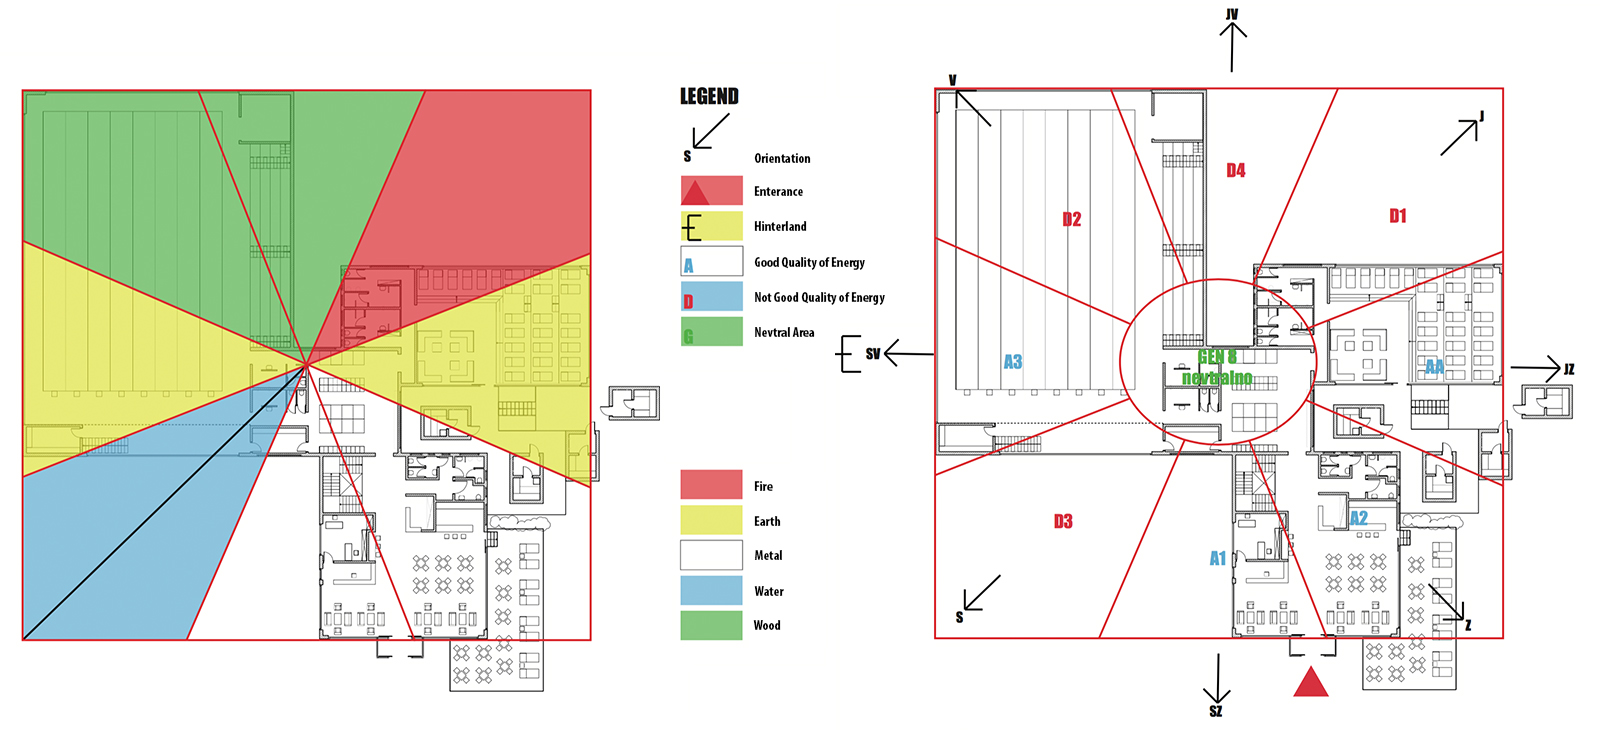 LEGEND
S
Orientation
Enterance
Hinterland
A
Good Quality of Energy
D
Not Good Quality of Energy
G
Nevtral Area
Fire
Earth
Metal
Water
Wood
JV
V
J
D4
D2
D1
SV
A3
GEN 8
nevtralno
AA
JZ
D3
A2
A1
S
Z
SZ